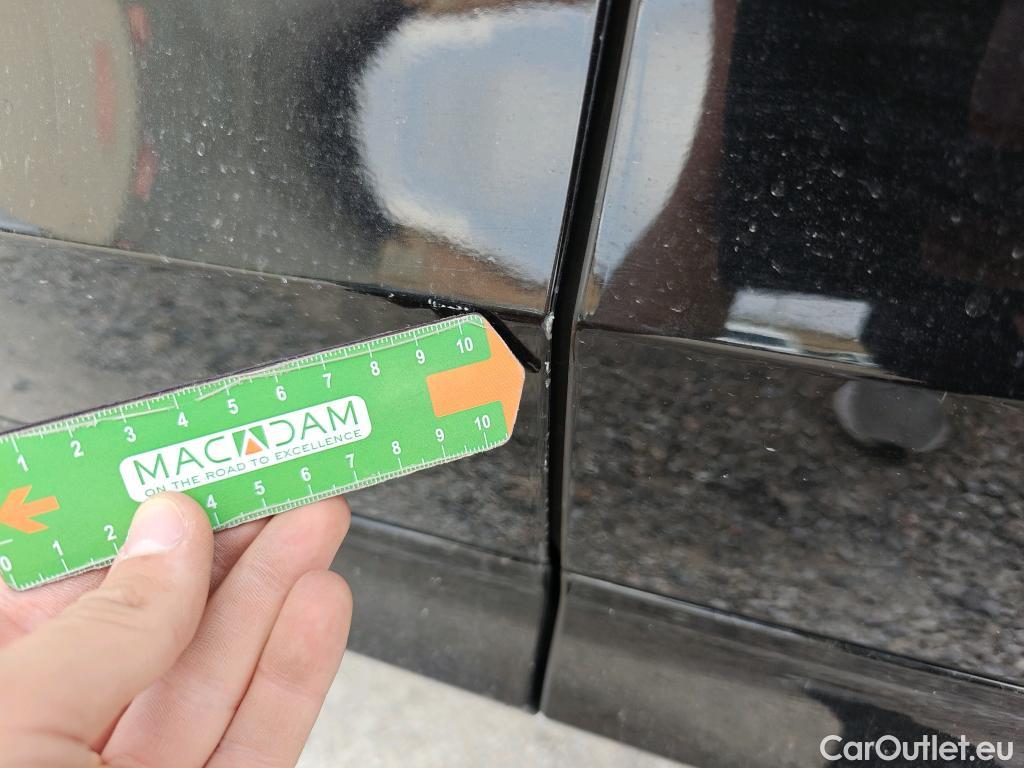 1 2 3 4 5 6 7 8 9 10
MACADAM
ON THE ROAD TO EXCELLENCE
0 1 2 4 5 6 7 8 9 10
CarOutlet.eu